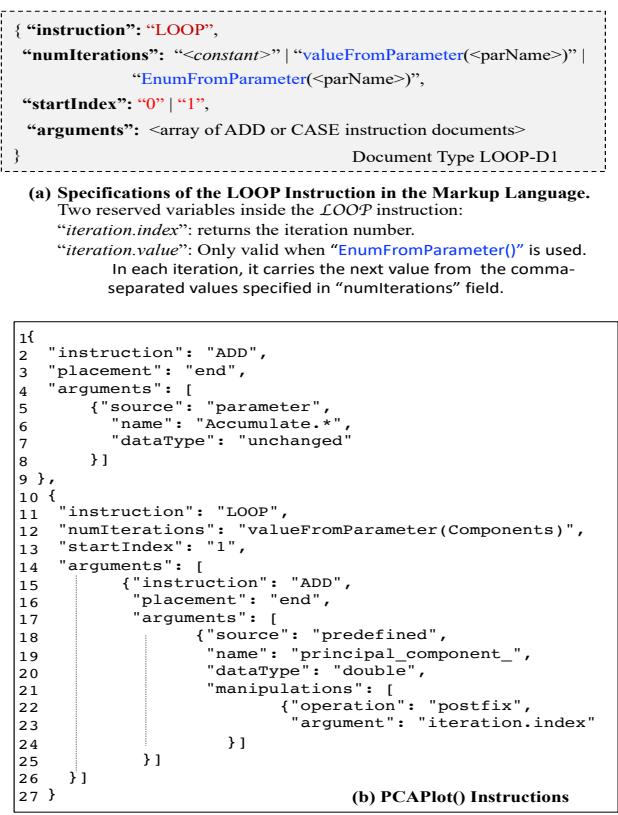 { “instruction”: “LOOP”,
“numIterations”: “<constant>” | “valueFromParameter(<parName>)” |
“EnumFromParameter(<parName>)”,
“startIndex”: “0” | “1”,
“arguments”: <array of ADD or CASE instruction documents>
} Document Type LOOP-D1
(a) Specifications of the LOOP Instruction in the Markup Language.
Two reserved variables inside the LOOP instruction:
“iteration.index”: returns the iteration number.
“iteration.value”: Only valid when “EnumFromParameter()” is used.
In each iteration, it carries the next value from the comma-
separated values specified in “numIterations” field.
1{
2 "instruction": "ADD",
3 "placement": "end",
4 "arguments": [
5 {"source": "parameter",
6 "name": "Accumulate.*",
7 "dataType": "unchanged"
8 }]
9 },
10 {
11 "instruction": "LOOP",
12 "numIterations": "valueFromParameter(Components)",
13 "startIndex": "1",
14 "arguments": [
15 {"instruction": "ADD",
16 "placement": "end",
17 "arguments": [
18 {"source": "predefined",
19 "name": "principal_component_",
20 "dataType": "double",
21 "manipulations": [
22 {"operation": "postfix",
23 "argument": "iteration.index"
24 }]
25 }]
26 }]
27 } (b) PCAPlot() Instructions